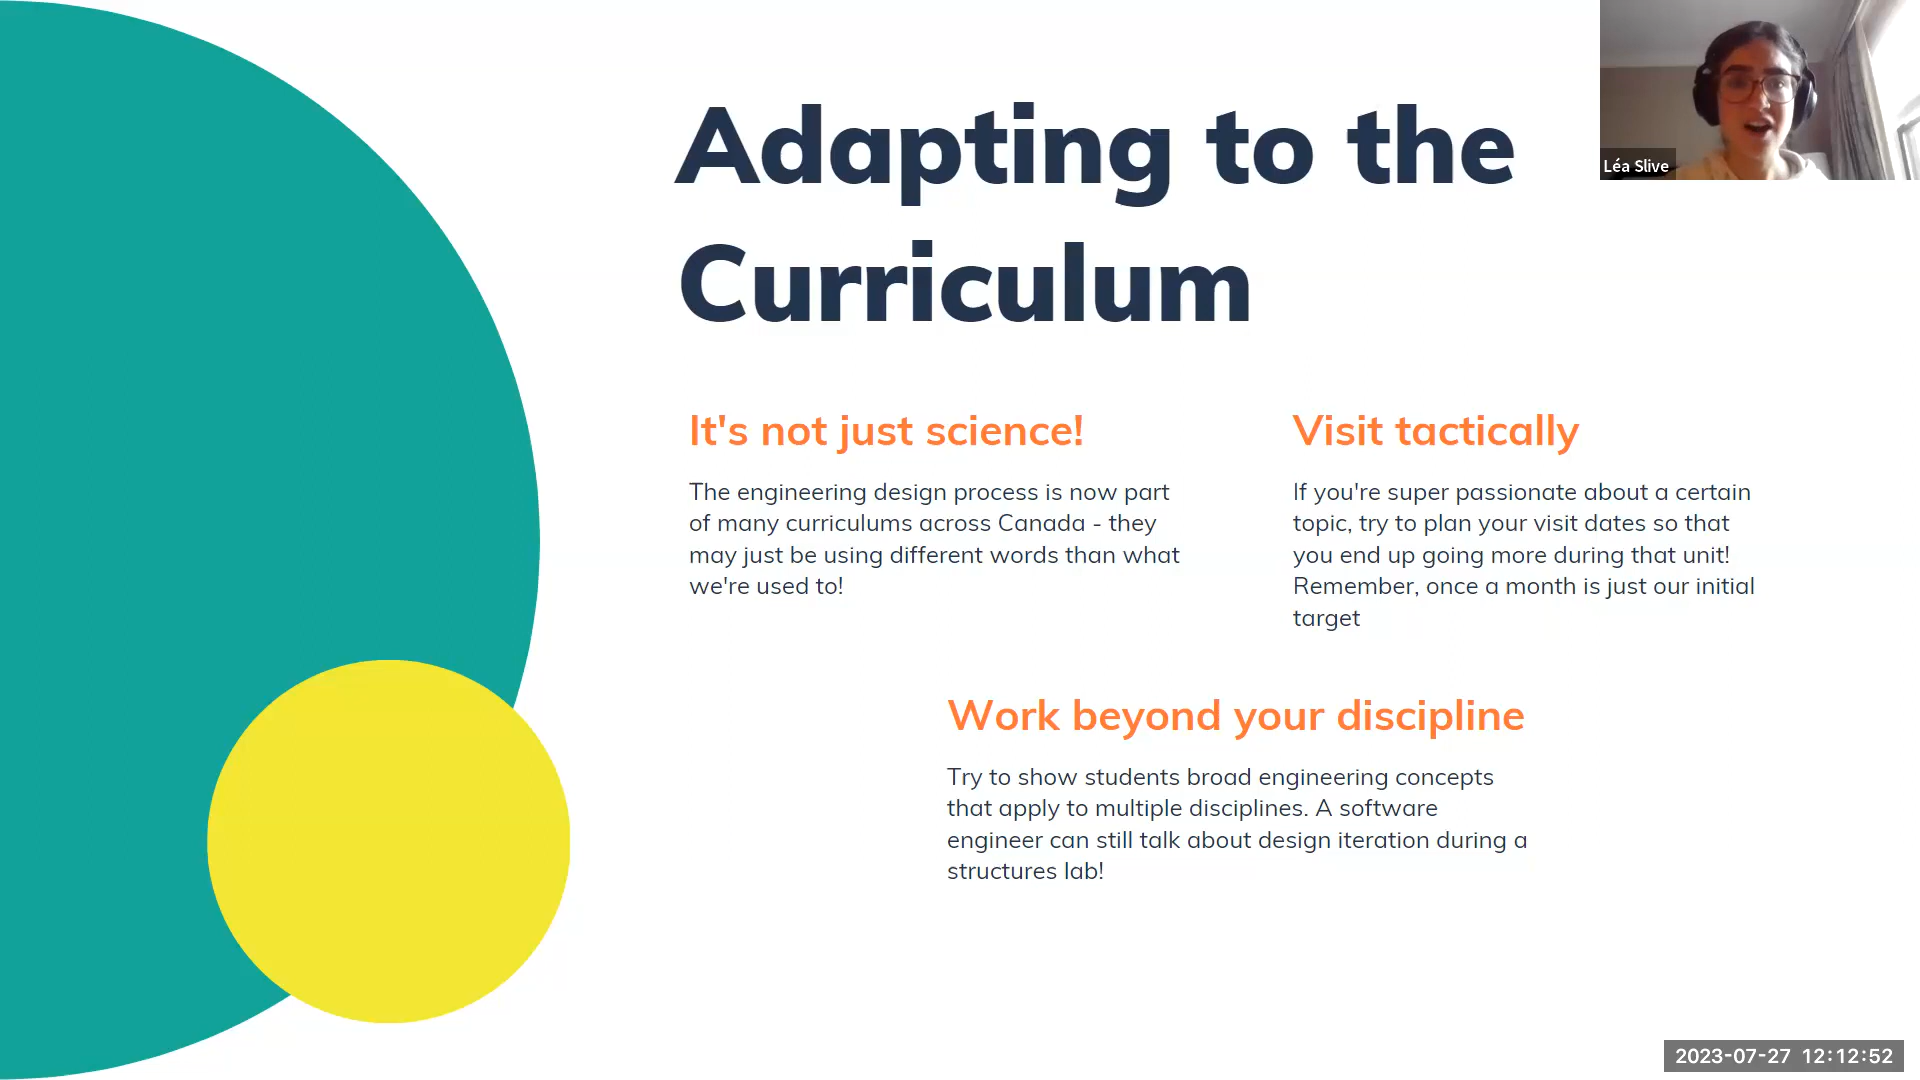 Adapting to the
Curriculum
Léa Slive
It's not just science!
The engineering design process is now part
of many curriculums across Canada - they
may just be using different words than what
we're used to!
Visit tactically
If you're super passionate about a certain
topic, try to plan your visit dates so that
you end up going more during that unit!
Remember, once a month is just our initial
target
Work beyond your discipline
Try to show students broad engineering concepts
that apply to multiple disciplines. A software
engineer can still talk about design iteration during a
structures lab!
2023-07-27 12:12:52